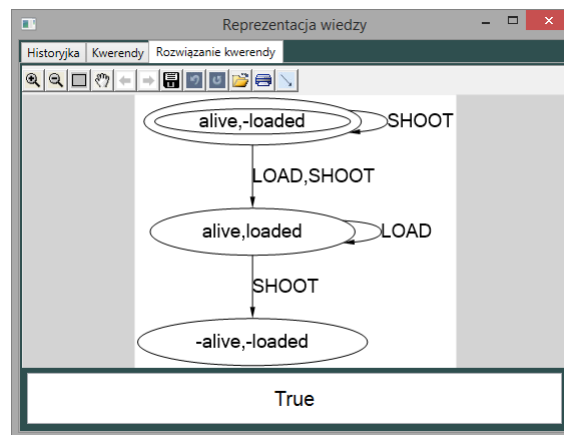 Reprezentacja wiedzy
Historyjka Kwerendy Rozwiązanie kwerendy
alive,-loaded SHOOT
LOAD,SHOOT
alive,loaded LOAD
SHOOT
-alive,-loaded
True